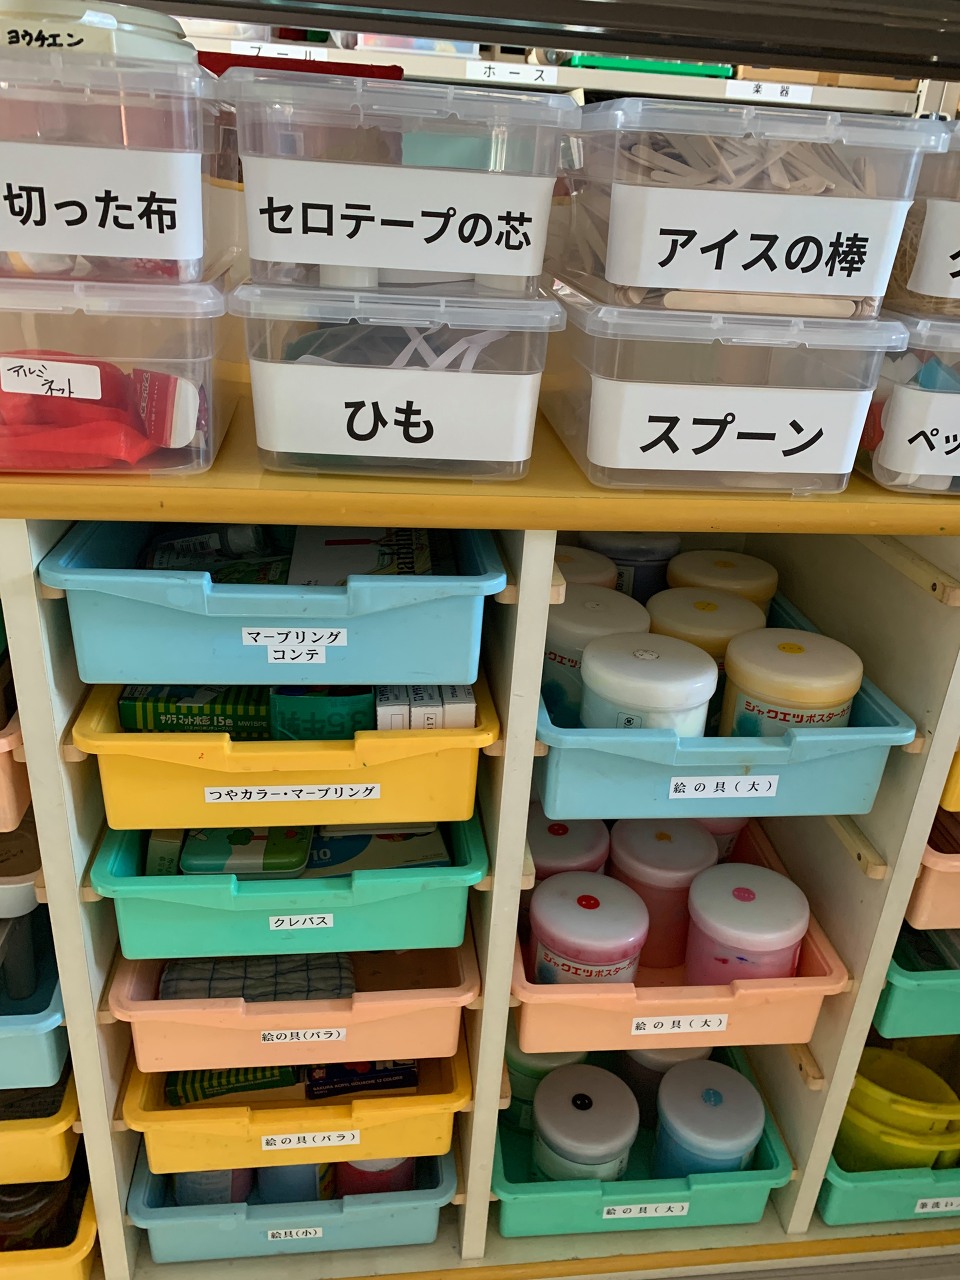 ヨウチエン
プール
ホース
楽器
切った布
セロテープの芯
アイスの棒
アルミ
ネット
ひも
スプーン
ペッ
マーブリング
コンテ
サクラマット水彩 15色
つやカラー・マーブリング
クレパス
10
絵の具(バラ)
絵の具(バラ)
絵具(小)
ジャクエツポスターカ
絵の具(大)
ジャクエツポスターカ
絵の具(大)
絵の具(大)
筆洗い